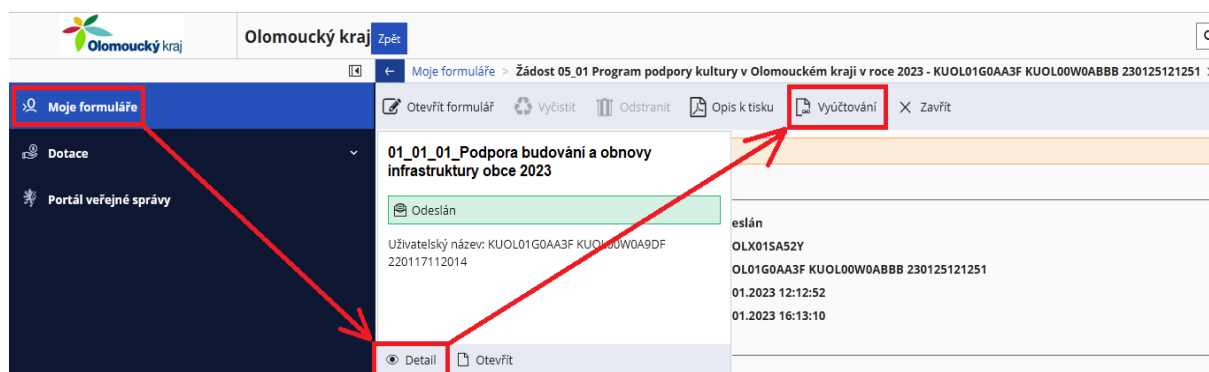 Olomoucký kraj
Olomoucký kraj
Zpět
← Moje formuláře > Žádost 05_01 Program podpory kultury v Olomouckém kraji v roce 2023 - KUOL01G0AA3F KUOL00W0ABBB 230125121251 >
Moje formuláře
Otevřít formulář Vyčistit Odstranit Opis k tisku Vyúčtování Zavřít
Dotace
01_01_01_Podpora budování a obnovy
infrastruktury obce 2023
Portál veřejné správy
Odeslán
eslán
Uživatelský název: KUOL01G0AA3F KUOL00W0A9DF
OLX01SA52Y
220117112014
OL01G0AA3F KUOL00W0ABBB 230125121251
01.2023 12:12:52
01.2023 16:13:10
Detail Otevřít